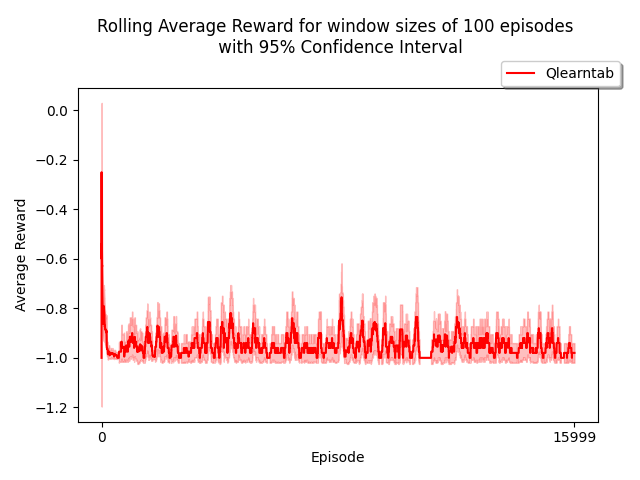 Rolling Average Reward for window sizes of 100 episodes
with 95% Confidence Interval
Qlearntab
0.0
−0.2
−0.4
−0.6
−0.8
−1.0
−1.2
Average Reward
0
15999
Episode